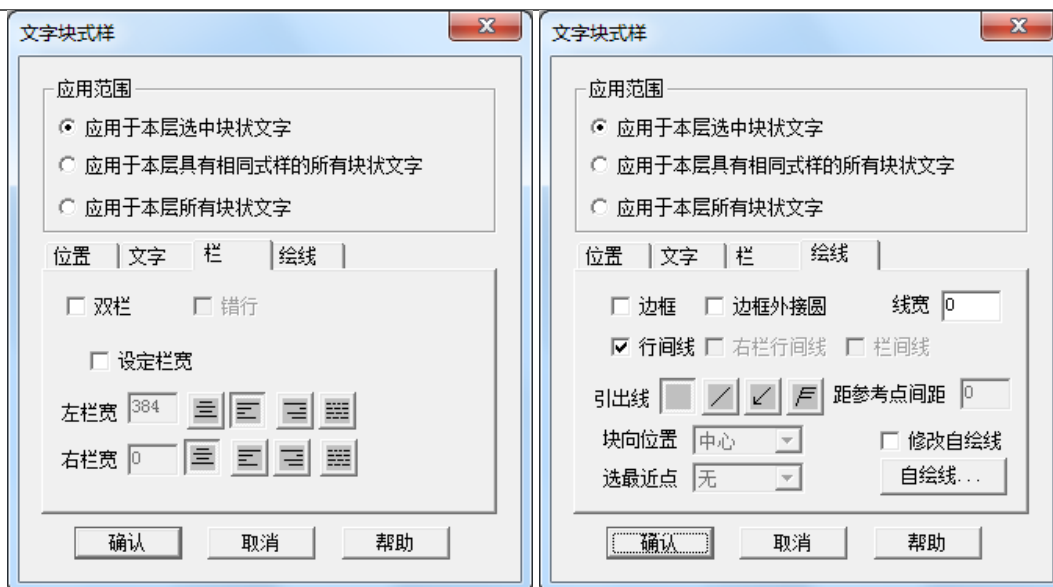 文字块式样
应用范围
应用于本层选中块状文字
应用于本层具有相同式样的所有块状文字
应用于本层所有块状文字
位置 文字 栏 绘线
双栏 错行
设定栏宽
左栏宽 384
右栏宽 0
确认 取消 帮助
文字块式样
应用范围
应用于本层选中块状文字
应用于本层具有相同式样的所有块状文字
应用于本层所有块状文字
位置 文字 栏 绘线
边框 边框外接圆 线宽 0
行间线 右栏行间线 栏间线
引出线 距参考点间距 0
块向位置 中心 修改自绘线
选最近点 无 自绘线...
确认 取消 帮助